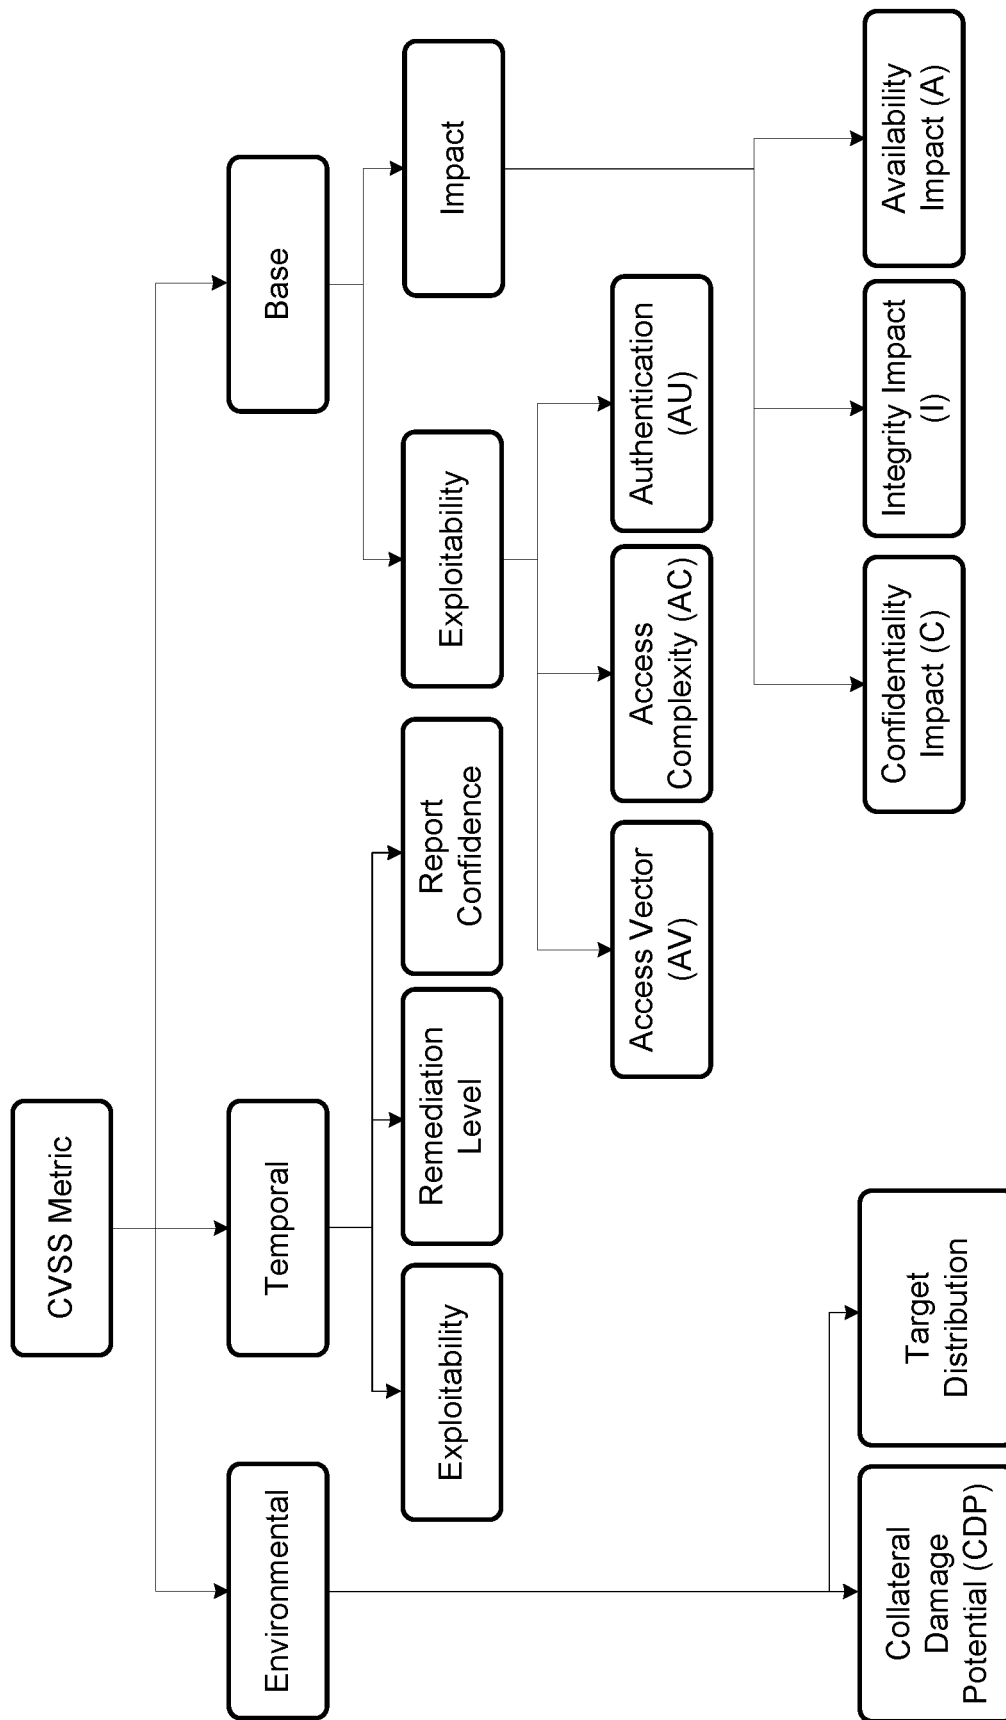 CVSS Metric
Environmental
Temporal
Base
Exploitability
Remediation
Level
Report
Confidence
Exploitability
Impact
Access Vector
(AV)
Access
Complexity (AC)
Authentication
(AU)
Collateral
Damage
Potential (CDP)
Target
Distribution
Confidentiality
Impact (C)
Integrity Impact
(I)
Availability
Impact (A)